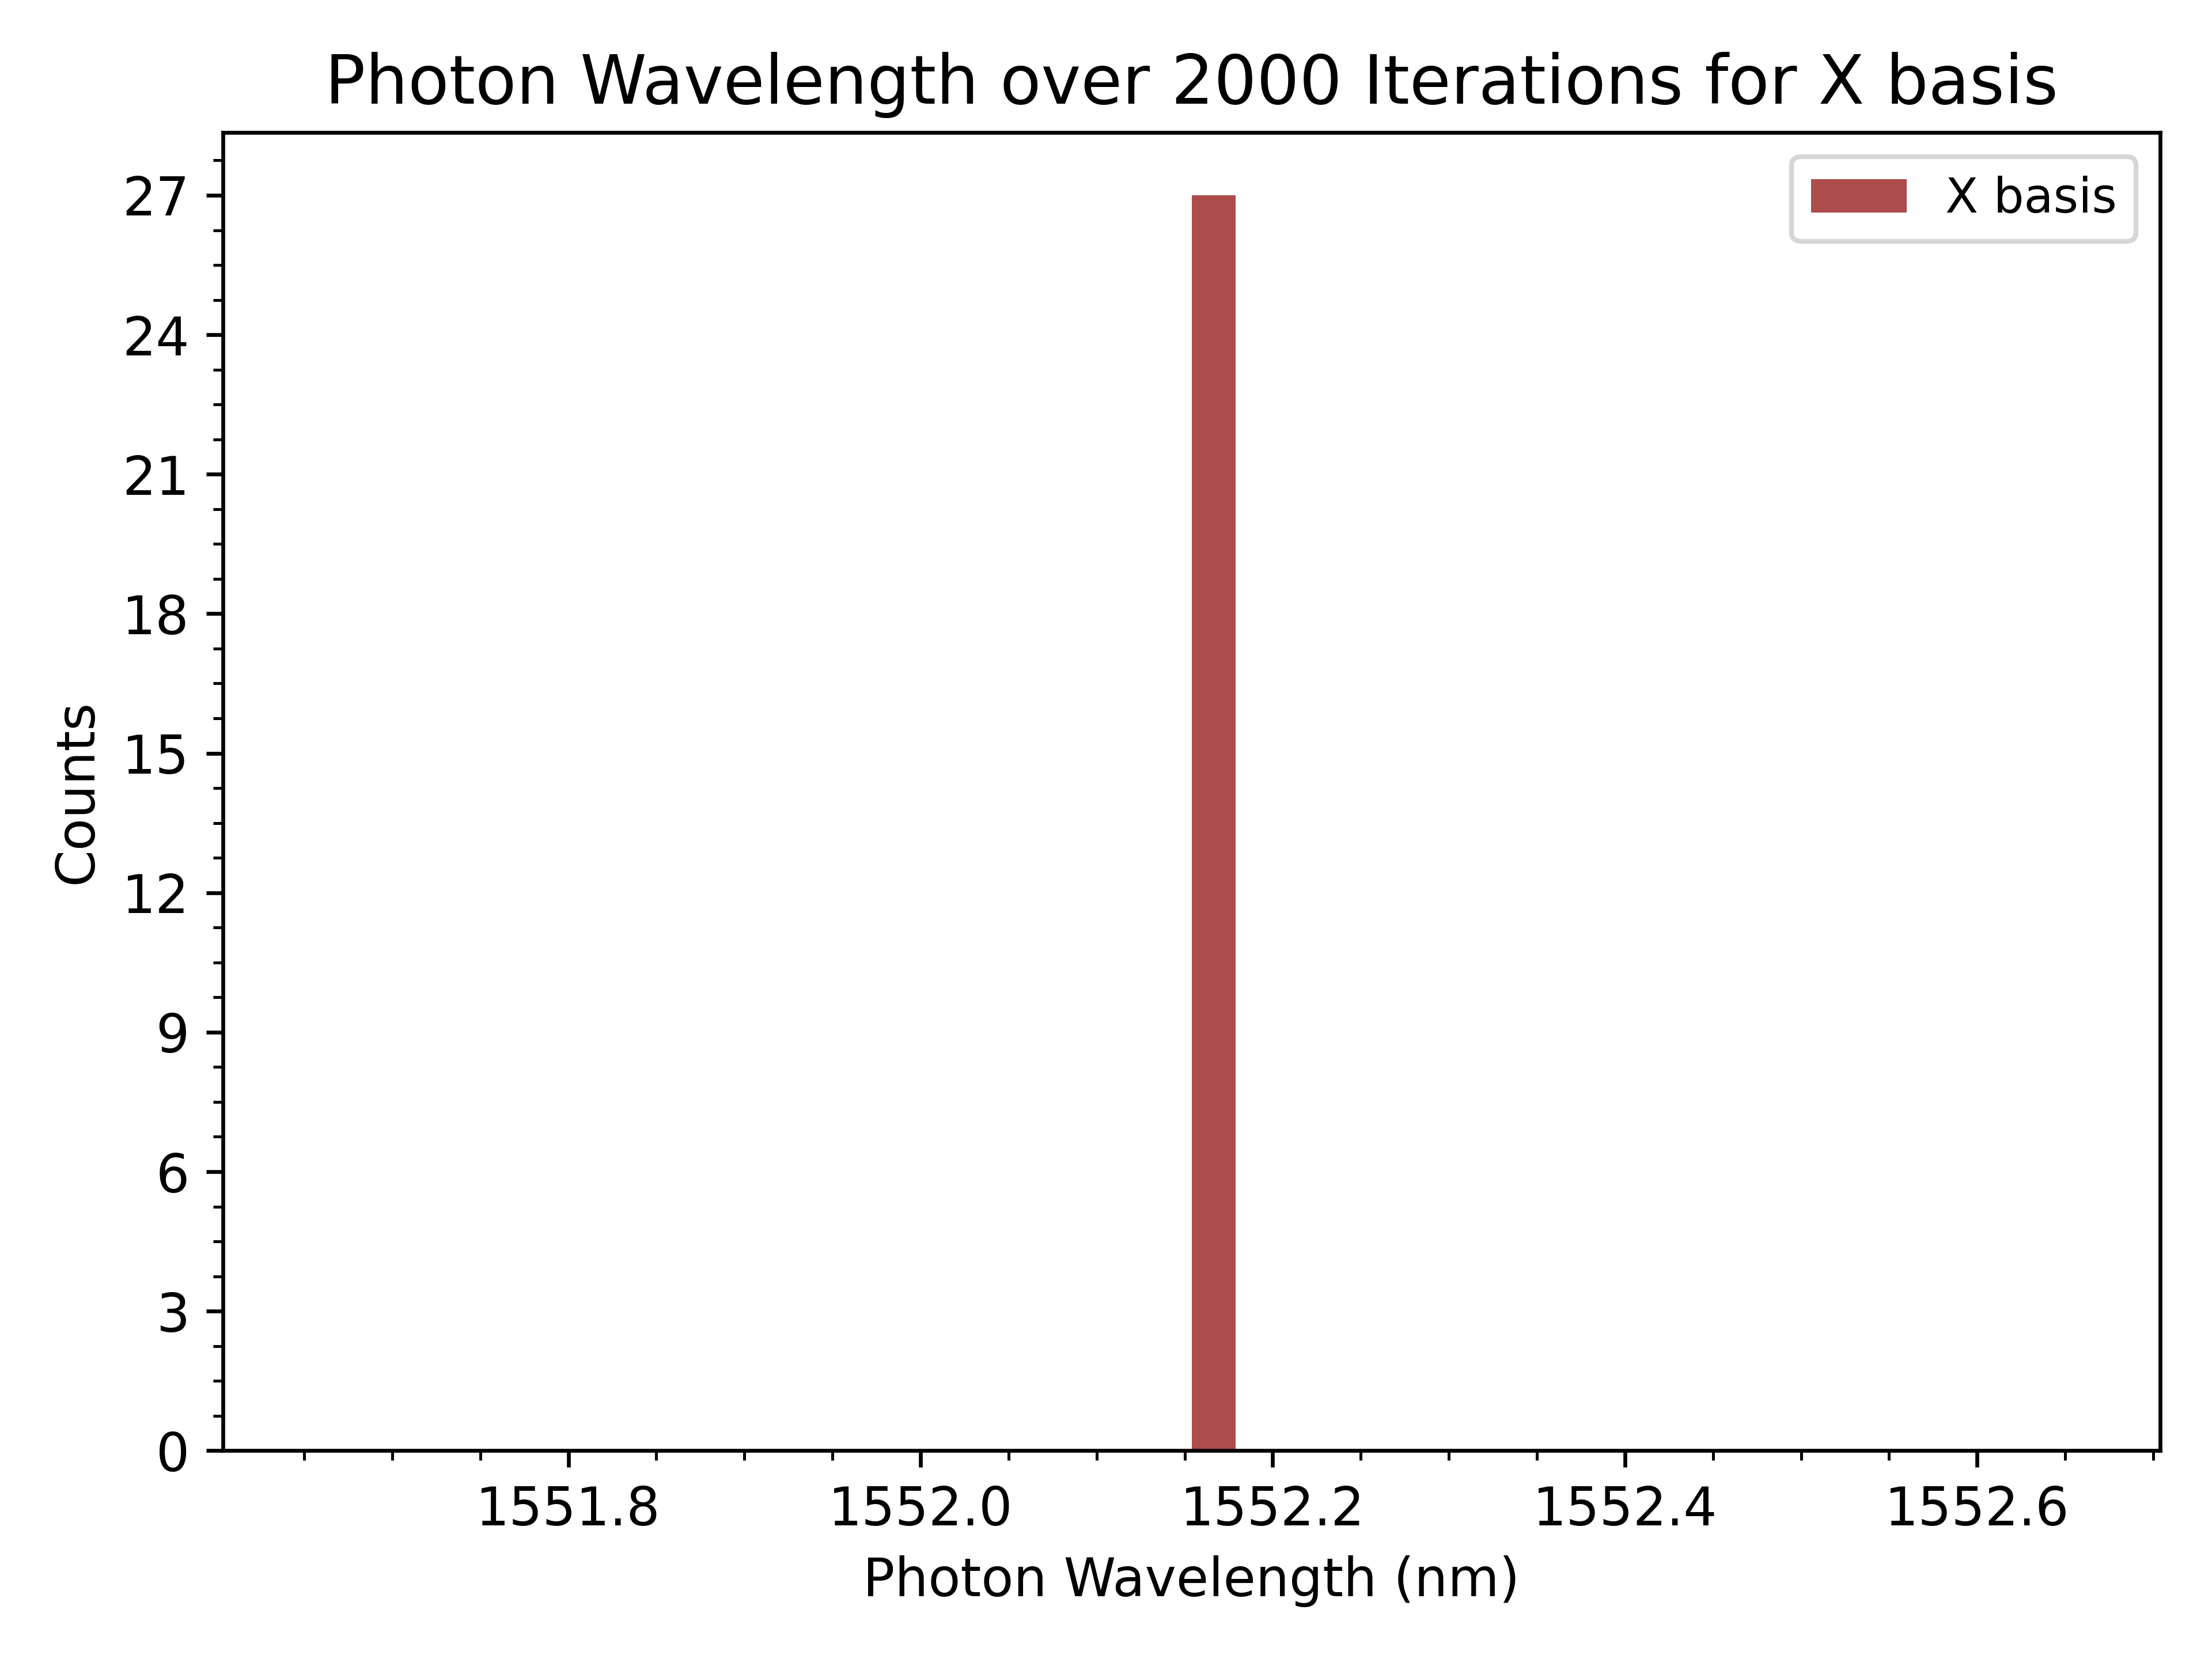 Photon Wavelength over 2000 Iterations for X basis
X basis
27
24
21
18
15
12
9
6
3
0
Counts
1551.8 1552.0 1552.2 1552.4 1552.6
Photon Wavelength (nm)